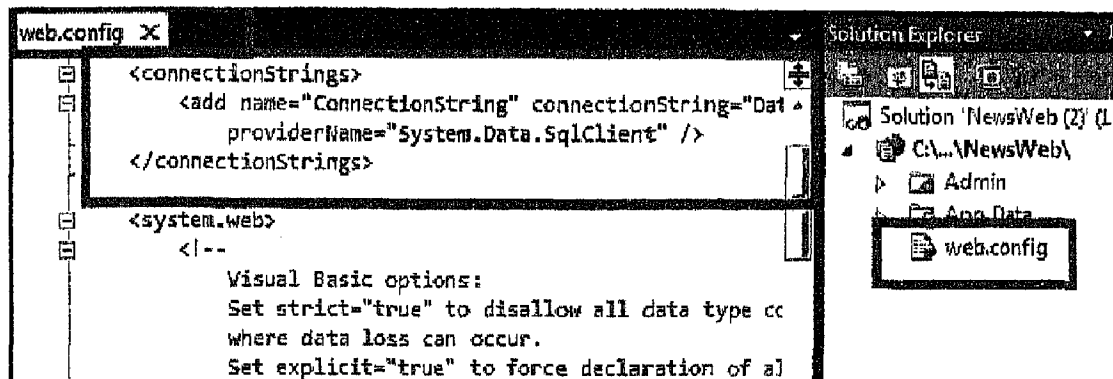 web.config X
<connectionStrings>
<add name="ConnectionString" connectionString="Dat
providerName="System.Data.SqlClient" />
</connectionStrings>
<system.web>
<!--
Visual Basic options:
Set strict="true" to disallow all data type cc
where data loss can occur.
Set explicit="true" to force declaration of al
Solution Explorer
Solution 'NewsWeb (2)' (1
C:\...\NewsWeb\
Admin
App_Data
web.config